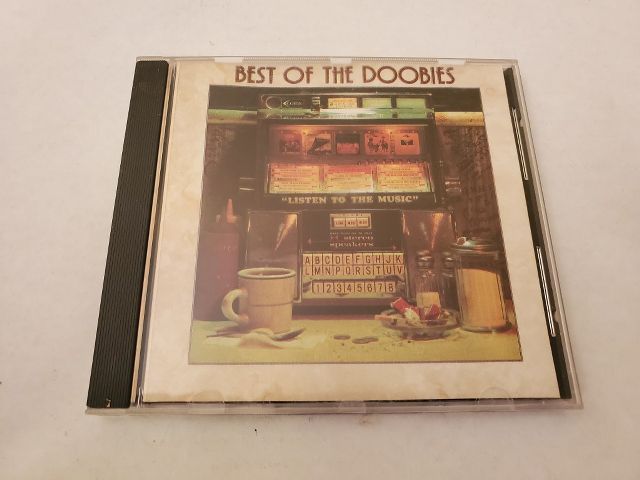 BEST OF THE DOOBIES
"LISTEN TO THE MUSIC"
stereo
speakers
ABCDEFGHJK
LMNPQRSTUV
12345678